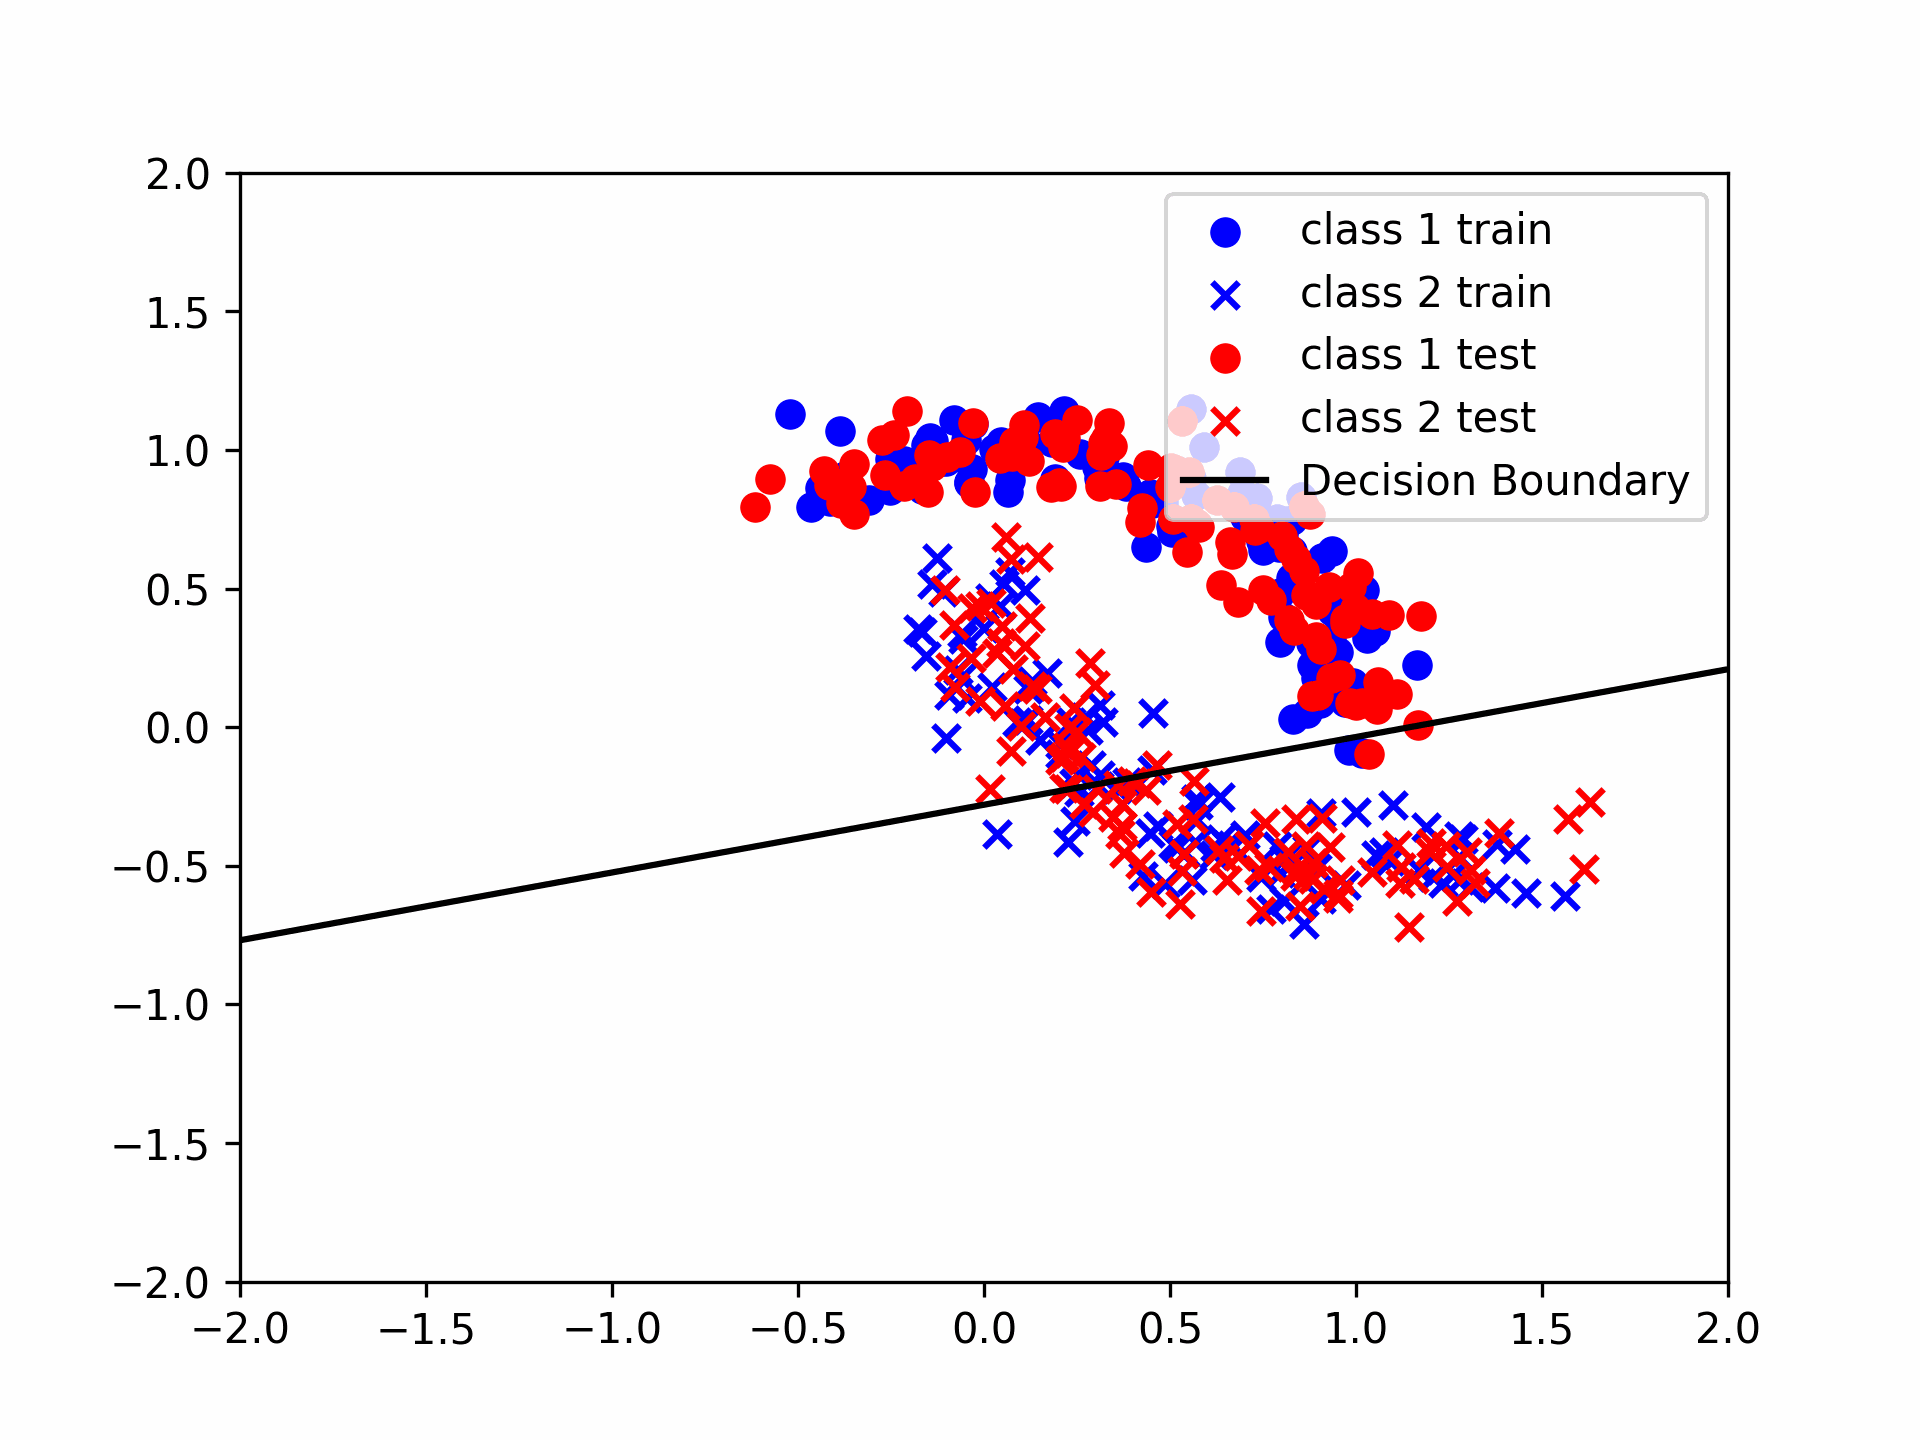 2.0
1.5
1.0
0.5
0.0
−0.5
−1.0
−1.5
−2.0
−2.0 −1.5 −1.0 −0.5 0.0 0.5 1.0 1.5 2.0
class 1 train
class 2 train
class 1 test
class 2 test
Decision Boundary